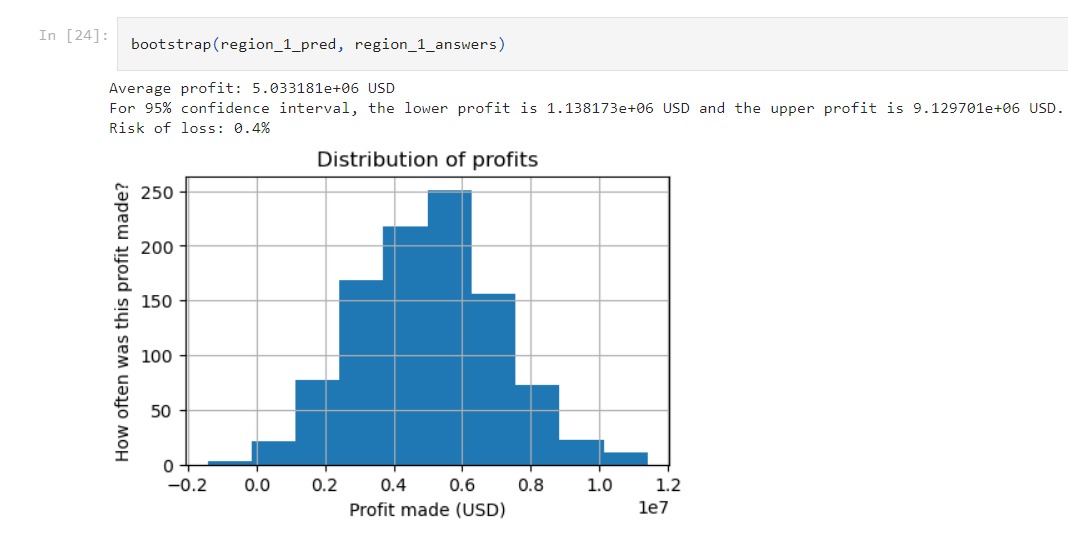 In [24]:
bootstrap(region_1_pred, region_1_answers)
Average profit: 5.033181e+06 USD
For 95% confidence interval, the lower profit is 1.138173e+06 USD and the upper profit is 9.129701e+06 USD.
Risk of loss: 0.4%
Distribution of profits
How often was this profit made?
250
200
150
100
50
0
−0.2 0.0 0.2 0.4 0.6 0.8 1.0 1.2
1e7
Profit made (USD)